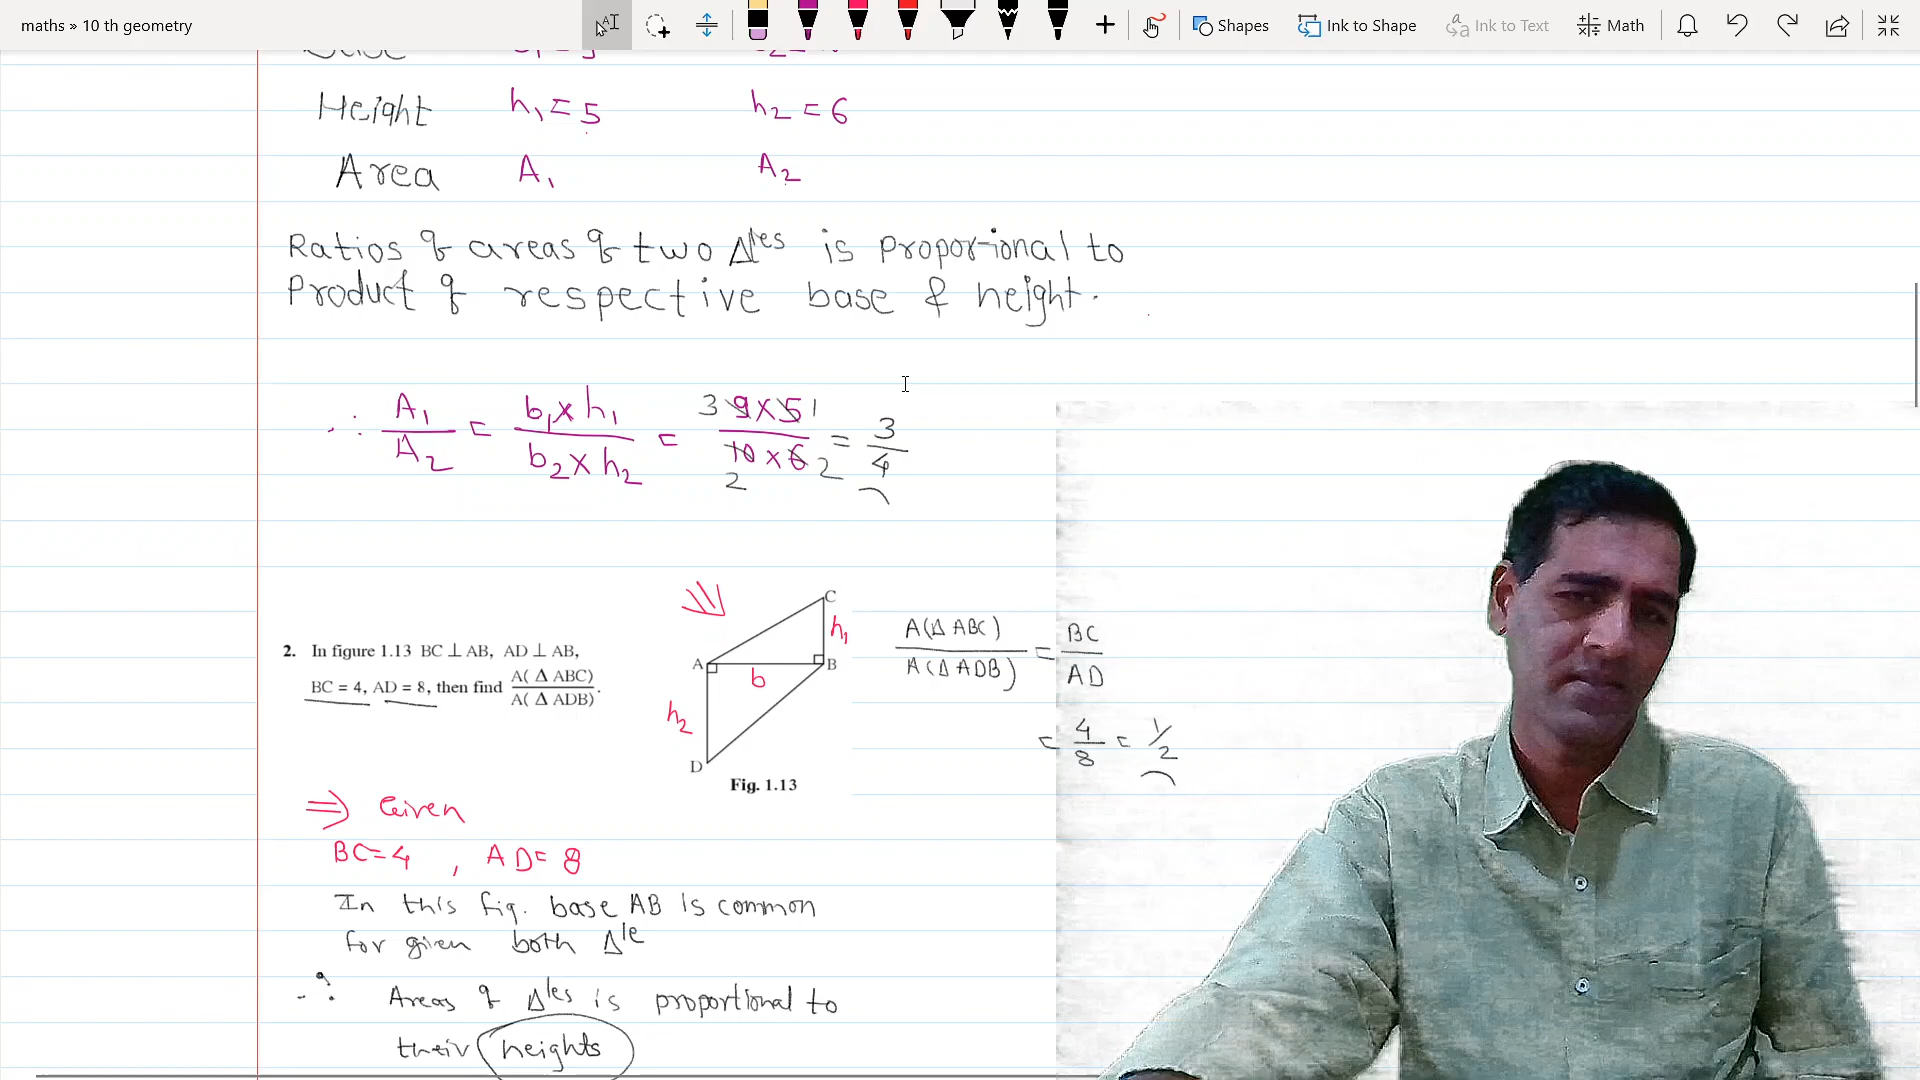 maths » 10 th geometry
Shapes
Ink to Shape
Ink to Text
Math
Height h₁ = 5 h₂ = 6
Area A₁ A₂
Ratios of areas of two Δles is proportional to
Product of respective base & height.
∴ A₁/A₂ = b₁ x h₁ / b₂ x h₂ = 3 9 x 5 1 / 10 x 6 = 3/4
2 2
2. In figure 1.13 BC ⊥ AB, AD ⊥ AB,
BC = 4, AD = 8, then find A( Δ ABC) / A( Δ ADB) .
C
h₁
A
B
b
h₂
D
Fig. 1.13
A(Δ ABC) / A(Δ ADB) = BC / AD
= 4/8 = 1/2
⇒ Given
BC = 4 , AD = 8
In this fig. base AB is common
for given both Δle
∴ Areas of Δles is proportional to
their heights